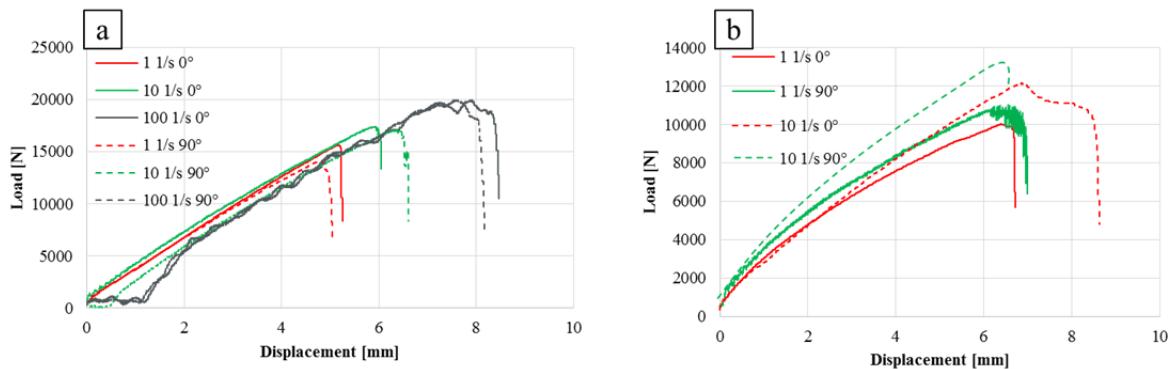 a
25000
20000
15000
10000
5000
0
Load [N]
1 1/s 0°
10 1/s 0°
100 1/s 0°
1 1/s 90°
10 1/s 90°
100 1/s 90°
0 2 4 6 8 10
Displacement [mm]
b
14000
12000
10000
8000
6000
4000
2000
0
Load [N]
1 1/s 0°
1 1/s 90°
10 1/s 0°
10 1/s 90°
0 2 4 6 8 10
Displacement [mm]